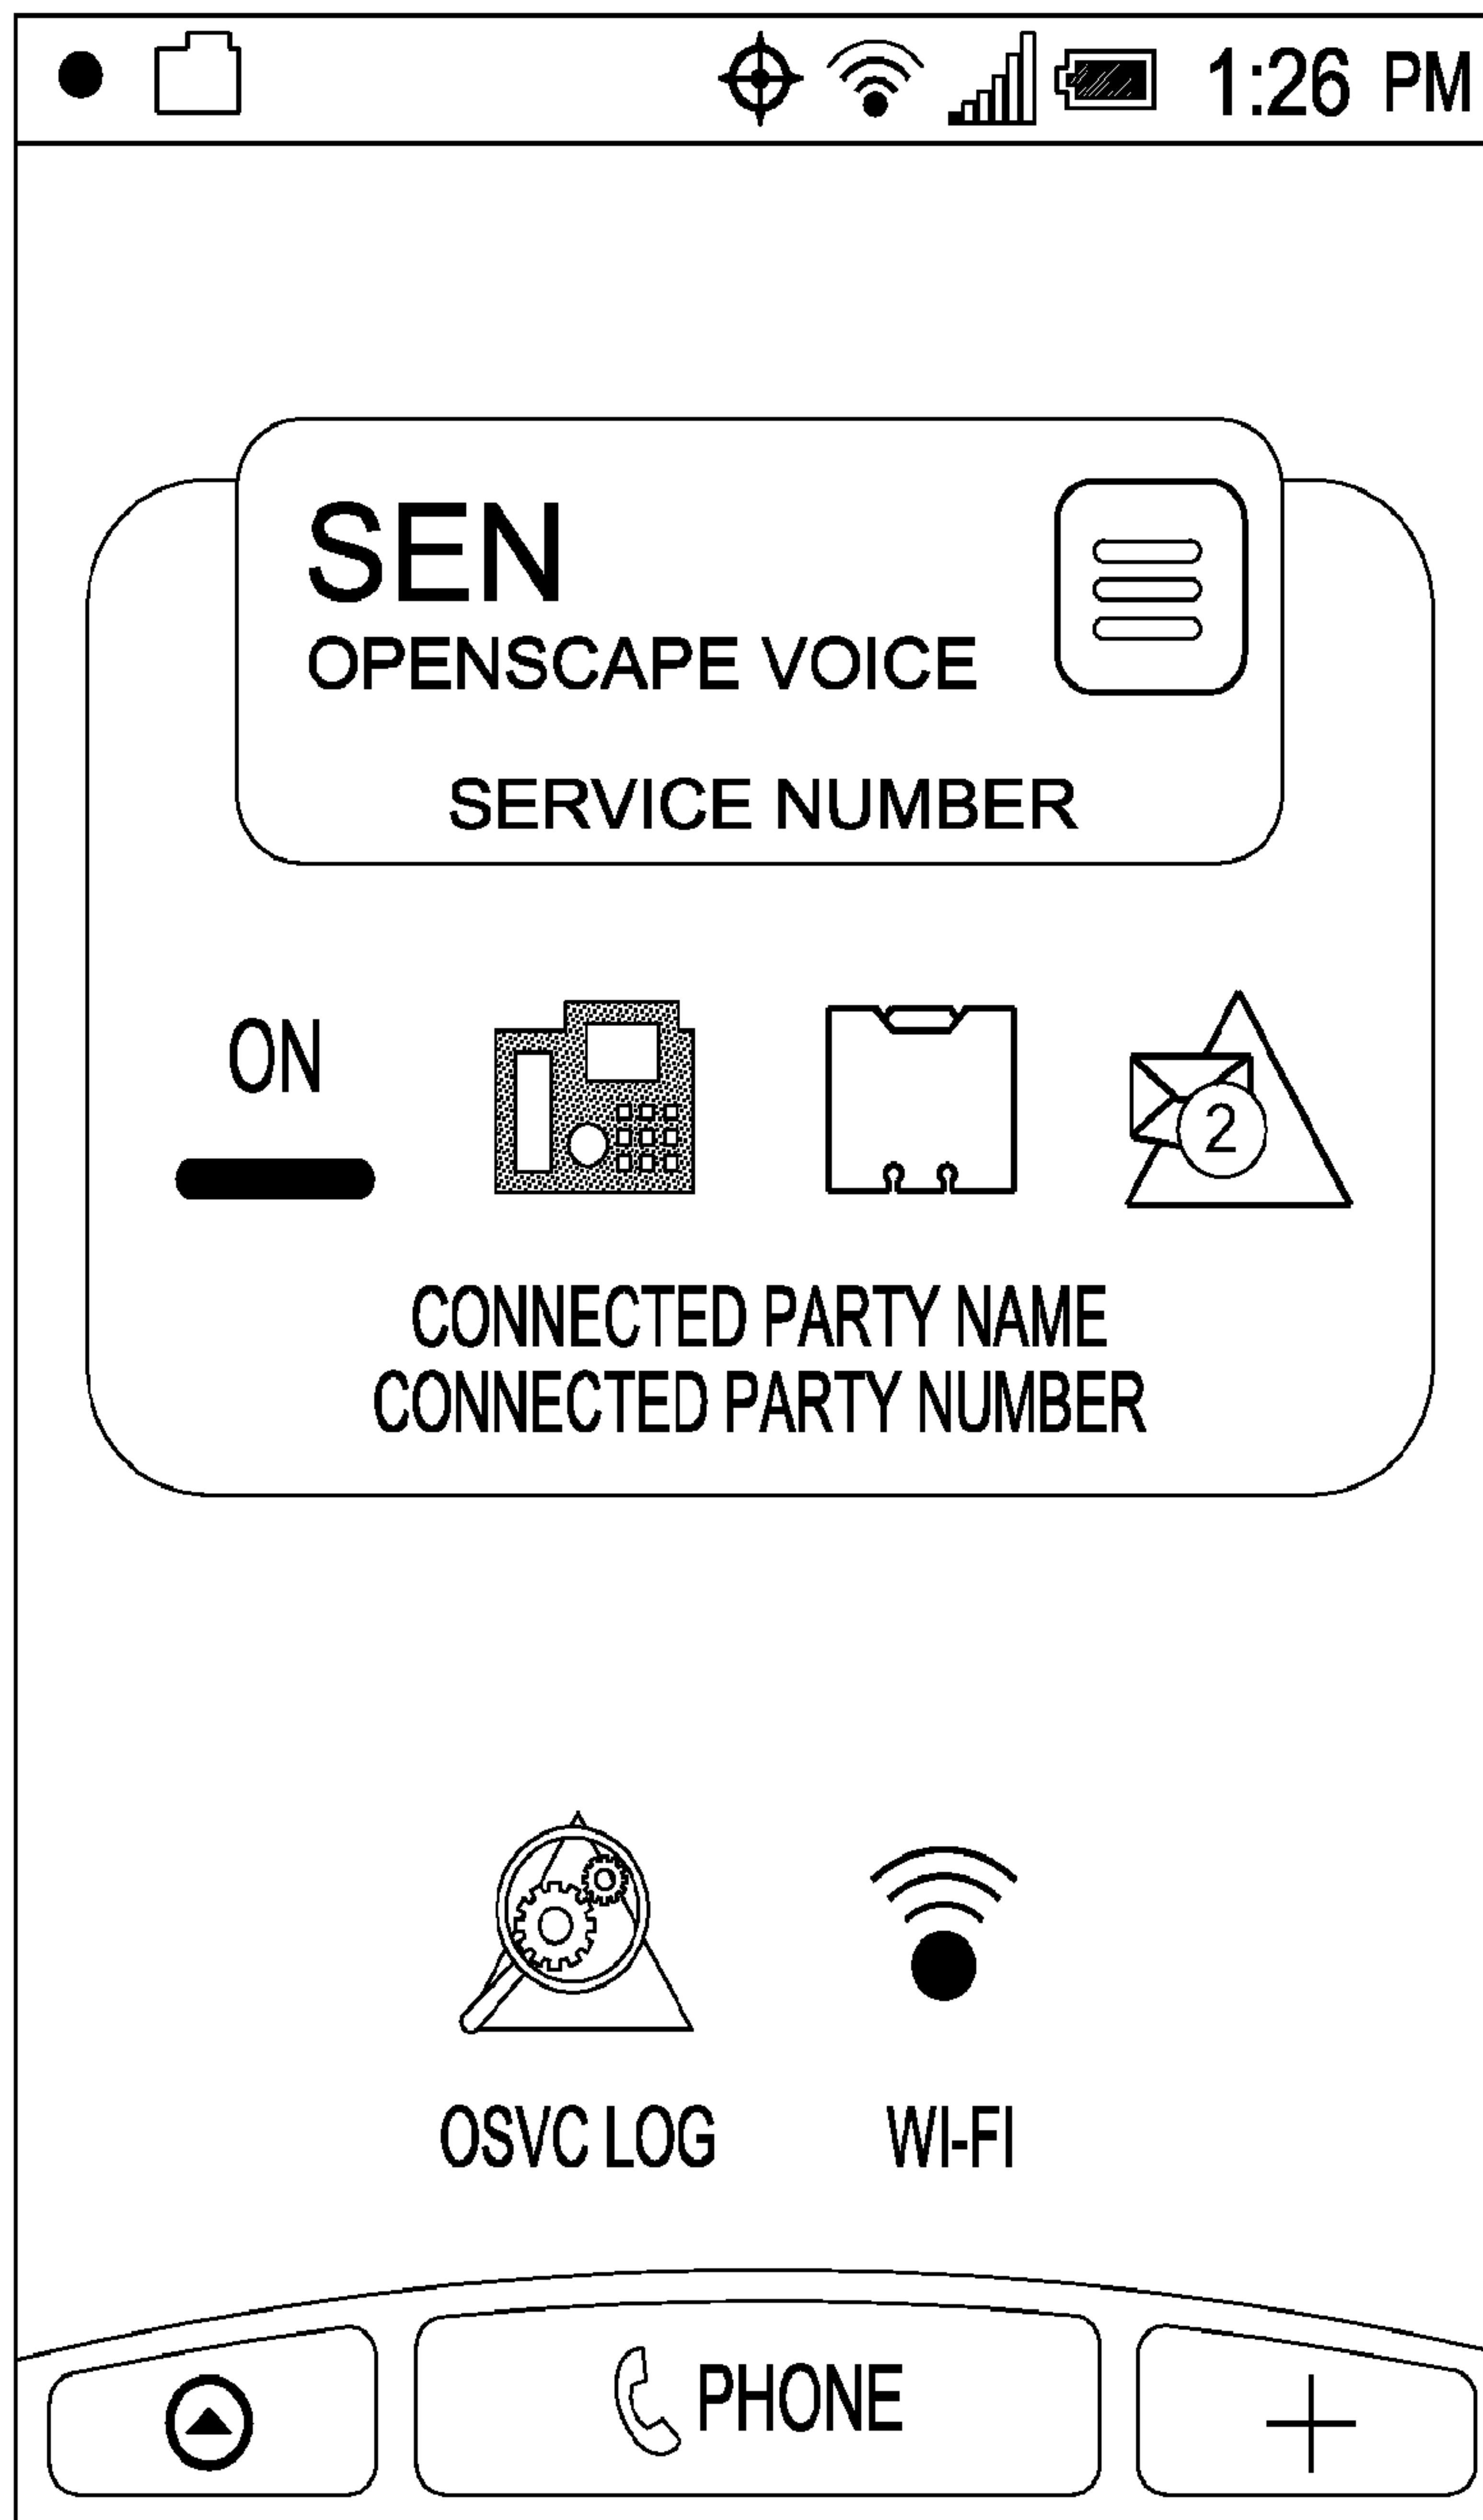 1:26 PM
SEN
OPENSCAPE VOICE
SERVICE NUMBER
ON
2
CONNECTED PARTY NAME
CONNECTED PARTY NUMBER
OSVC LOG
WI-FI
PHONE